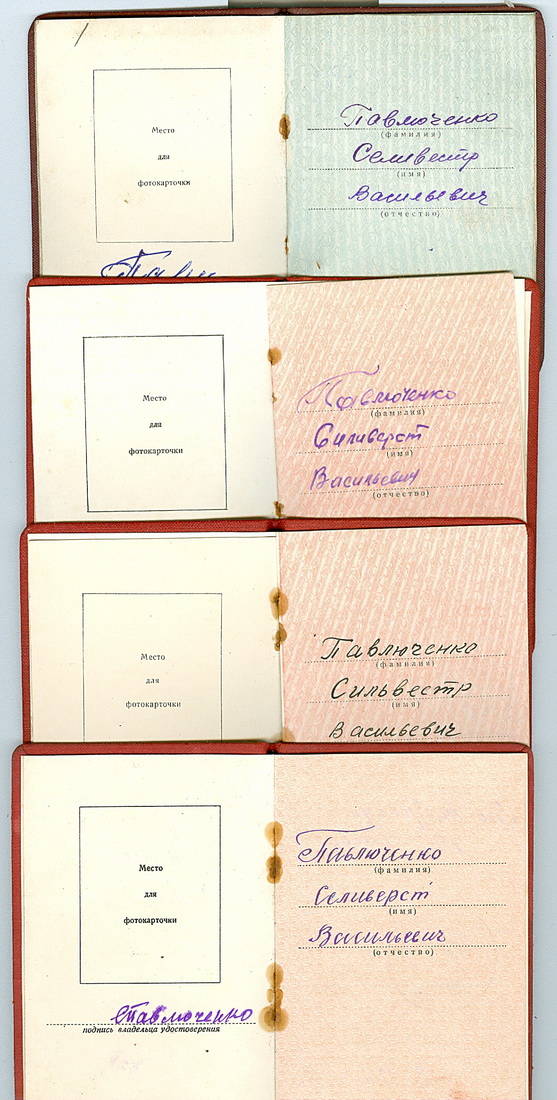 Место
для
фотокарточки
Павлюченко
(фамилия)
Селивестр
(имя)
Васильевич
(отчество)
Место
для
фотокарточки
Павлюченко
(фамилия)
Силиверст
(имя)
Васильевич
(отчество)
Место
для
фотокарточки
Павлюченко
(фамилия)
Сильвестр
(имя)
Васильевич
Место
для
фотокарточки
Павлюченко
(фамилия)
Селиверст
(имя)
Васильевич
(отчество)
СПавлюченко
подпись владельца удостоверения